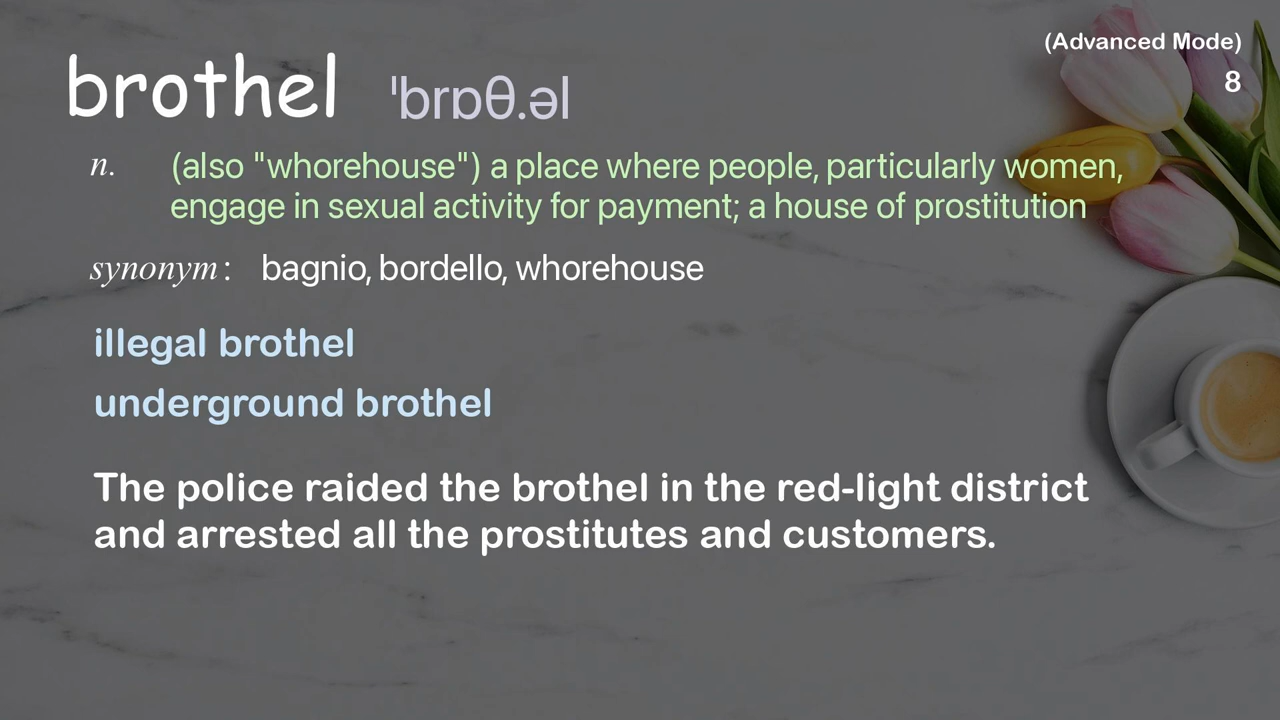 (Advanced Mode)
8
brothel ˈbrɒθ.əl
n. (also "whorehouse") a place where people, particularly women,
engage in sexual activity for payment; a house of prostitution
synonym: bagnio, bordello, whorehouse
illegal brothel
underground brothel
The police raided the brothel in the red-light district
and arrested all the prostitutes and customers.